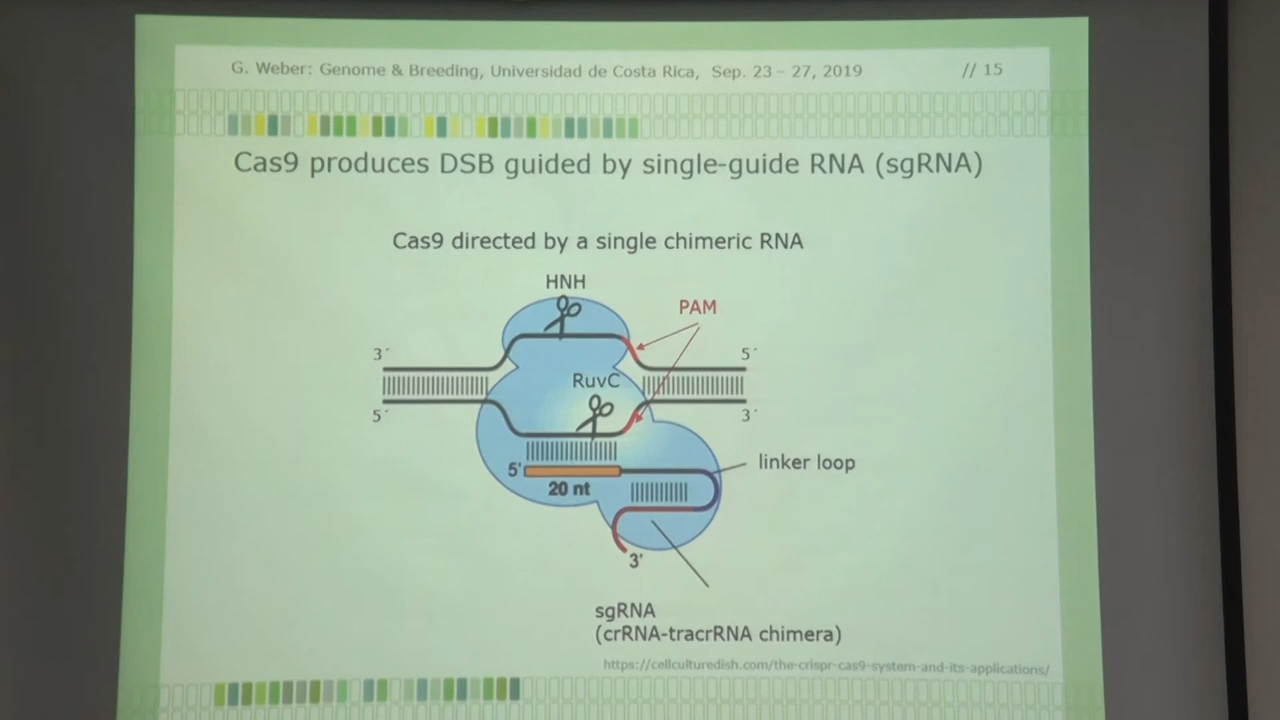 G. Weber: Genome & Breeding, Universidad de Costa Rica, Sep. 23 – 27, 2019 // 15
Cas9 produces DSB guided by single-guide RNA (sgRNA)
Cas9 directed by a single chimeric RNA
HNH
PAM
3´ 5´
RuvC
5´ 3´
linker loop
5'
20 nt
3'
sgRNA
(crRNA-tracrRNA chimera)
https://cellculturedish.com/the-crispr-cas9-system-and-its-applications/